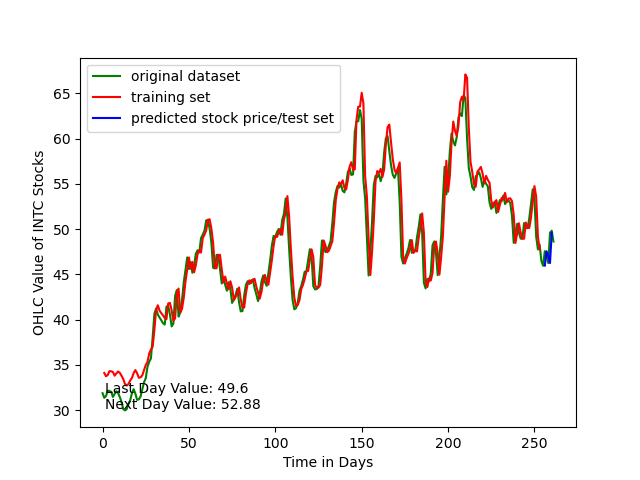 original dataset
training set
predicted stock price/test set
OHLC Value of INTC Stocks
65
60
55
50
45
40
35
30
Last Day Value: 49.6
Next Day Value: 52.88
0 50 100 150 200 250
Time in Days